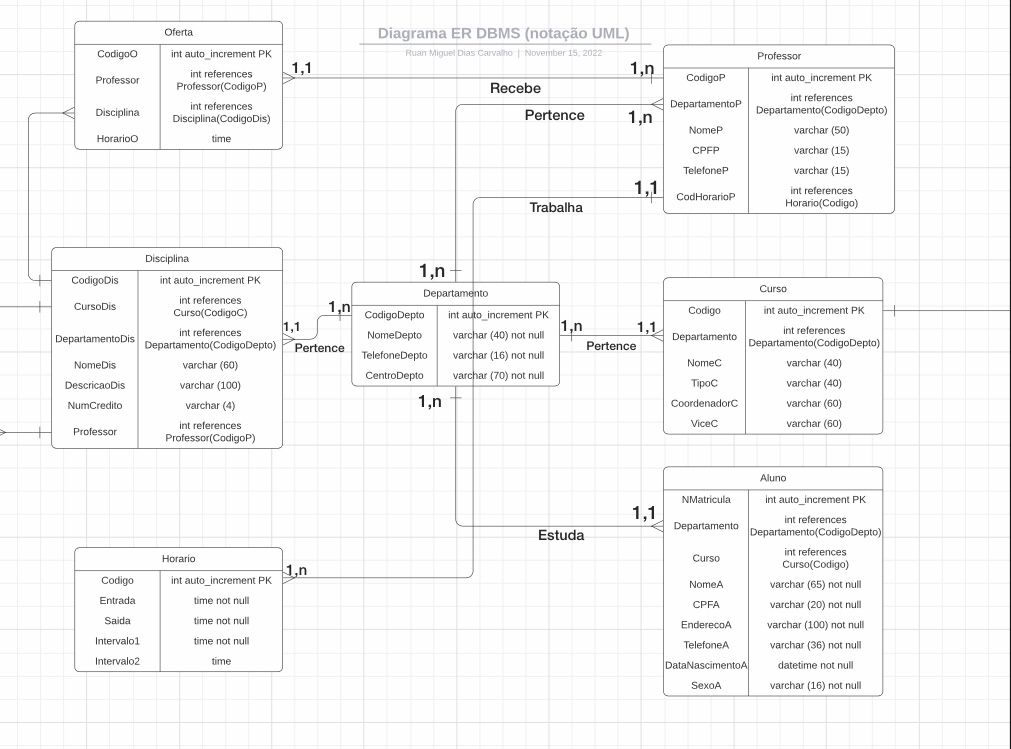 Diagrama ER DBMS (notação UML)
Ruan Miguel Dias Carvalho | November 15, 2022
Oferta
CodigoO int auto_increment PK
Professor int references
Professor(CodigoP)
Disciplina int references
Disciplina(CodigoDis)
HorarioO time
1,1
1,n
Recebe
Pertence
1,n
1,1
Trabalha
Professor
CodigoP int auto_increment PK
DepartamentoP int references
Departamento(CodigoDepto)
NomeP varchar (50)
CPFP varchar (15)
TelefoneP varchar (15)
CodHorarioP int references
Horario(Codigo)
Disciplina
CodigoDis int auto_increment PK
CursoDis int references
Curso(CodigoC)
DepartamentoDis int references
Departamento(CodigoDepto)
NomeDis varchar (60)
DescricaoDis varchar (100)
NumCredito varchar (4)
Professor int references
Professor(CodigoP)
1,n
1,1
Pertence
1,n
Departamento
CodigoDepto int auto_increment PK
NomeDepto varchar (40) not null
TelefoneDepto varchar (16) not null
CentroDepto varchar (70) not null
1,n
1,n
1,1
Pertence
Curso
Codigo int auto_increment PK
Departamento int references
Departamento(CodigoDepto)
NomeC varchar (40)
TipoC varchar (40)
CoordenadorC varchar (60)
ViceC varchar (60)
1,1
Estuda
Aluno
NMatricula int auto_increment PK
Departamento int references
Departamento(CodigoDepto)
Curso int references
Curso(Codigo)
NomeA varchar (65) not null
CPFA varchar (20) not null
EnderecoA varchar (100) not null
TelefoneA varchar (36) not null
DataNascimentoA datetime not null
SexoA varchar (16) not null
Horario
Codigo int auto_increment PK
Entrada time not null
Saida time not null
Intervalo1 time not null
Intervalo2 time
1,n